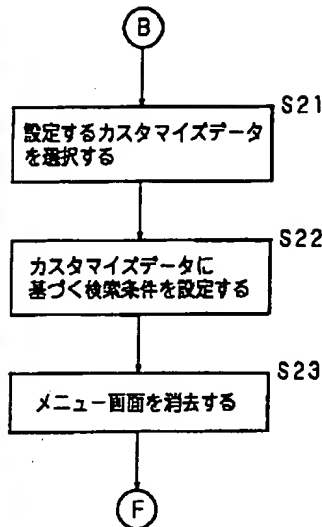 B
S21
設定するカスタマイズデータ
を選択する
S22
カスタマイズデータに
基づく検索条件を設定する
S23
メニュー画面を消去する
F